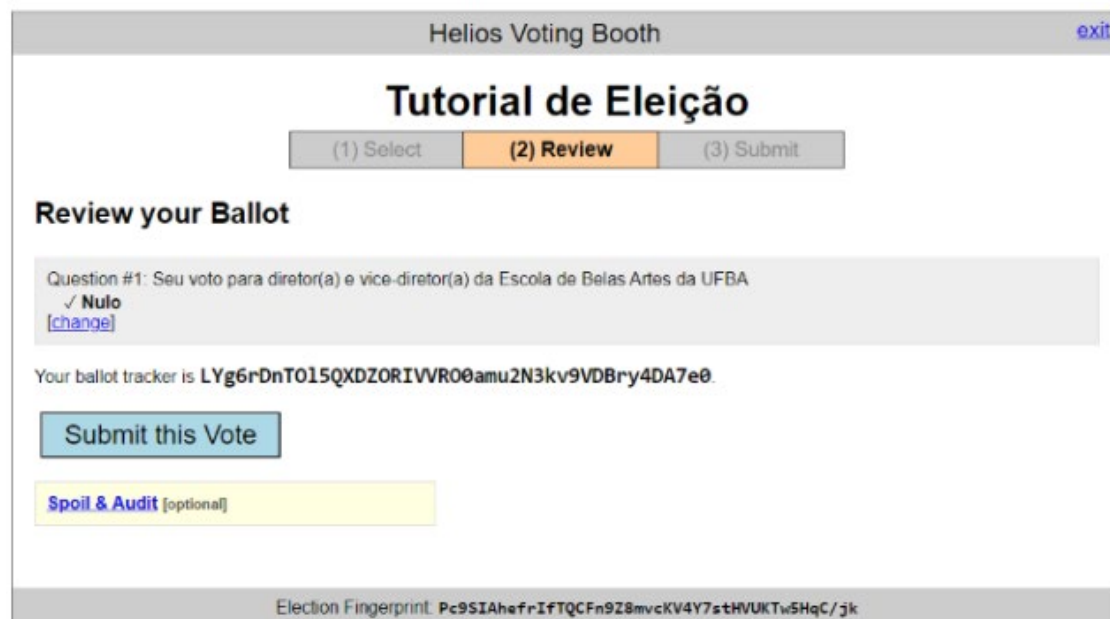 Helios Voting Booth
exit
Tutorial de Eleição
(1) Select (2) Review (3) Submit
Review your Ballot
Question #1: Seu voto para diretor(a) e vice-diretor(a) da Escola de Belas Artes da UFBA
✓ Nulo
[change]
Your ballot tracker is LYg6rDnTOl5QXDZORIVVRO0amu2N3kv9VDBry4DA7e0.
Submit this Vote
Spoil & Audit [optional]
Election Fingerprint: Pc9SIAhefrIfTQCFn9Z8mvcKV4Y7stHVUKTw5HqC/jk